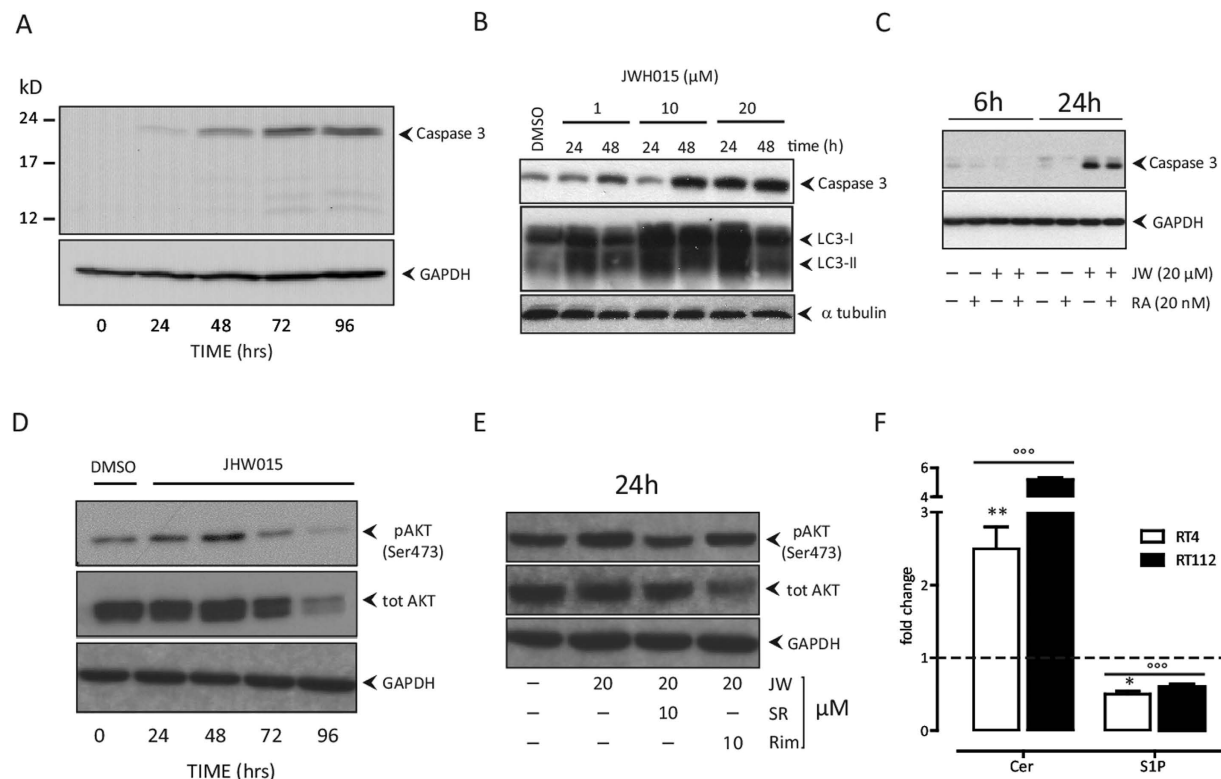 A
kD
24
17
12
Caspase 3
GAPDH
0 24 48 72 96
TIME (hrs)
B
JWH015 (μM)
DMSO
1 10 20
24 48 24 48 24 48 time (h)
Caspase 3
LC3-I
LC3-II
α tubulin
C
6h 24h
Caspase 3
GAPDH
− − + + − − + + JW (20 μM)
− + − + − + − + RA (20 nM)
D
DMSO JHW015
pAKT
(Ser473)
tot AKT
GAPDH
0 24 48 72 96
TIME (hrs)
E
24h
pAKT
(Ser473)
tot AKT
GAPDH
− 20 20 20 JW
− − 10 − SR
− − − 10 Rim
μM
F
fold change
6
4
3
2
1
0
°°°
**
RT4
RT112
°°°
*
Cer S1P